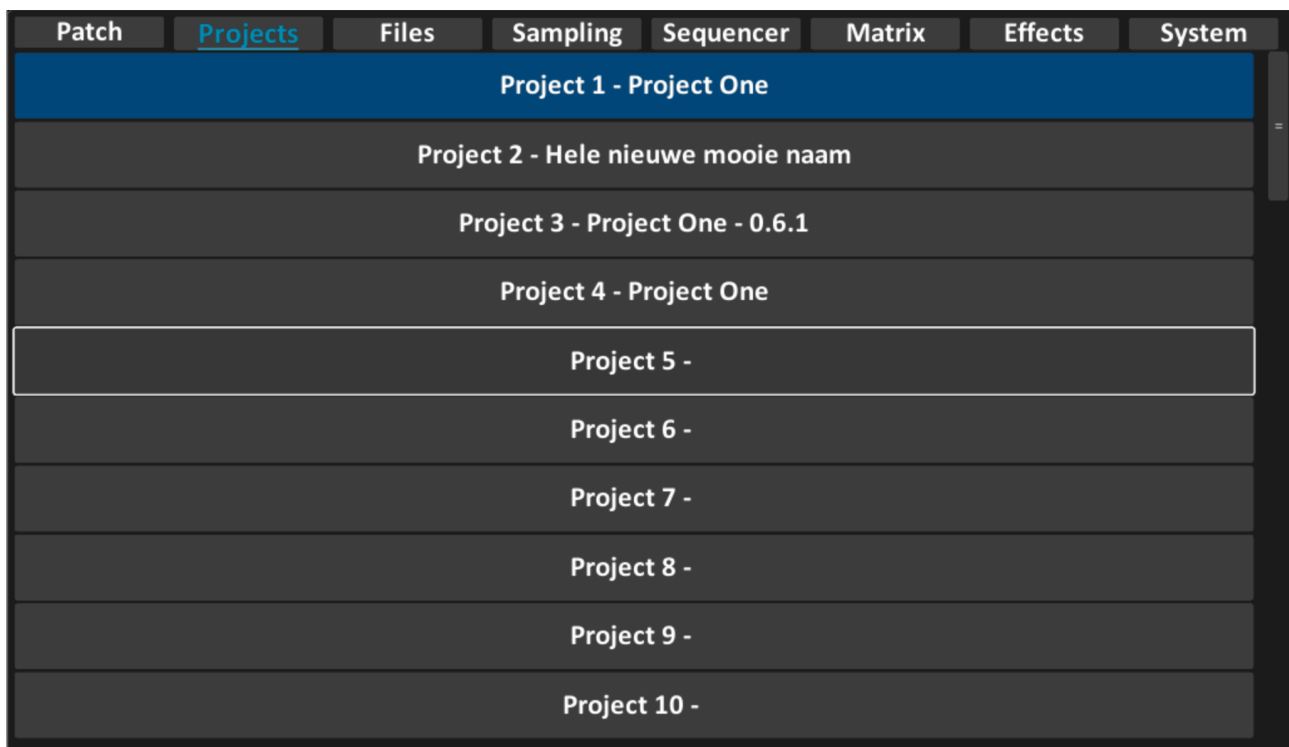 Patch Projects Files Sampling Sequencer Matrix Effects System
Project 1 - Project One
Project 2 - Hele nieuwe mooie naam
Project 3 - Project One - 0.6.1
Project 4 - Project One
Project 5 -
Project 6 -
Project 7 -
Project 8 -
Project 9 -
Project 10 -